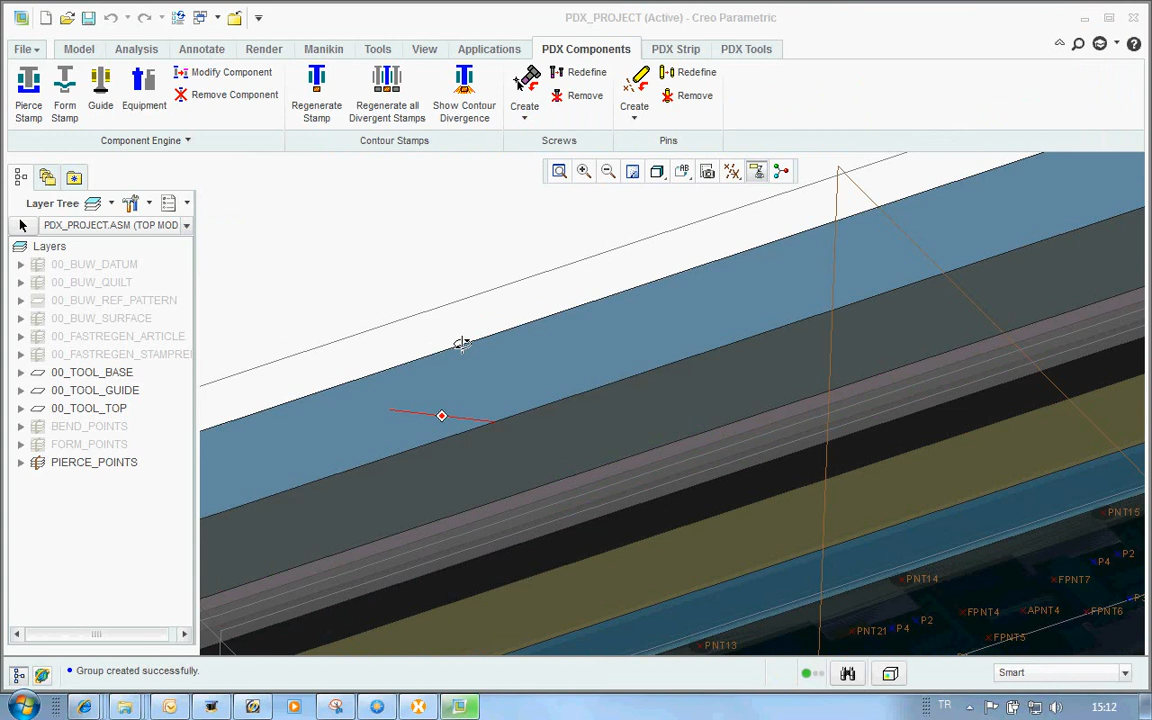 PDX_PROJECT (Active) - Creo Parametric
File Model Analysis Annotate Render Manikin Tools View Applications PDX Components PDX Strip PDX Tools
Pierce Stamp
Form Stamp
Guide
Equipment
Modify Component
Remove Component
Regenerate Stamp
Regenerate all Divergent Stamps
Show Contour Divergence
Create
Redefine
Remove
Create
Redefine
Remove
Component Engine
Contour Stamps
Screws
Pins
Layer Tree
PDX_PROJECT.ASM (TOP MOD
Layers
00_BUW_DATUM
00_BUW_QUILT
00_BUW_REF_PATTERN
00_BUW_SURFACE
00_FASTREGEN_ARTICLE
00_FASTREGEN_STAMPREF
00_TOOL_BASE
00_TOOL_GUIDE
00_TOOL_TOP
BEND_POINTS
FORM_POINTS
PIERCE_POINTS
PNT15
P2
P4
PNT14
FPNT7
FPNT4
APNT4
FPNT6
P2
PNT21
P4
FPNT5
PNT13
Group created successfully.
Smart
TR
15:12